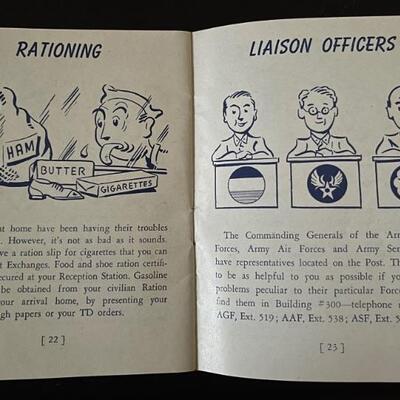 RATIONING
HAM
BUTTER
CIGARETTES
t home have been having their troubles
. However, it's not as bad as it sounds.
ve a ration slip for cigarettes that you can
t Exchanges. Food and shoe ration certifi-
ecured at your Reception Station. Gasoline
be obtained from your civilian Ration
your arrival home, by presenting your
gh papers or your TD orders.
[ 22 ]
LIAISON OFFICERS
The Commanding Generals of the Ar
Forces, Army Air Forces and Army Ser
have representatives located on the Post. Th
to be as helpful to you as possible if you
problems peculiar to their particular Force
find them in Building #300—telephone
AGF, Ext. 519; AAF, Ext. 538; ASF, Ext. 5
[ 23 ]